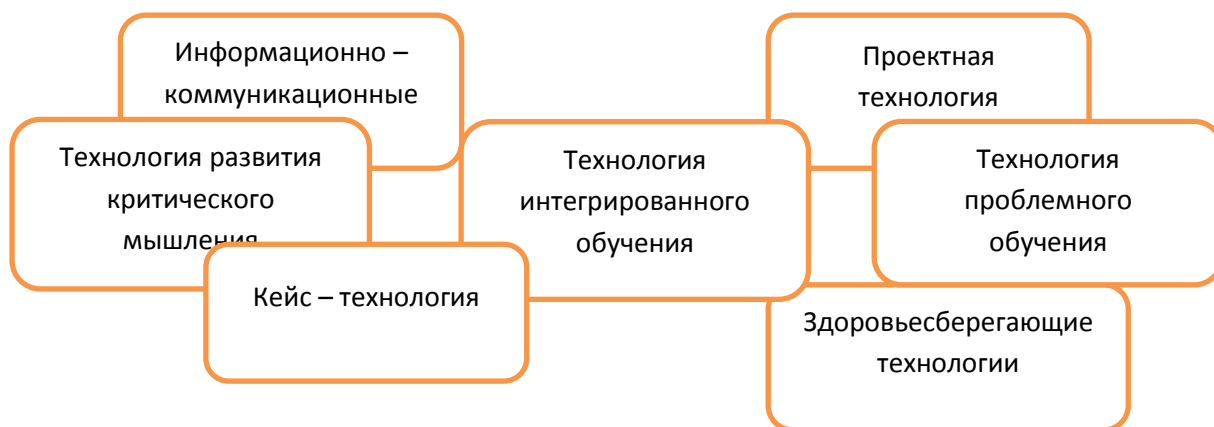 Информационно –
коммуникационные
Проектная
технология
Технология развития
критического
мышления
Технология
интегрированного
обучения
Технология
проблемного
обучения
Кейс – технология
Здоровьесберегающие
технологии